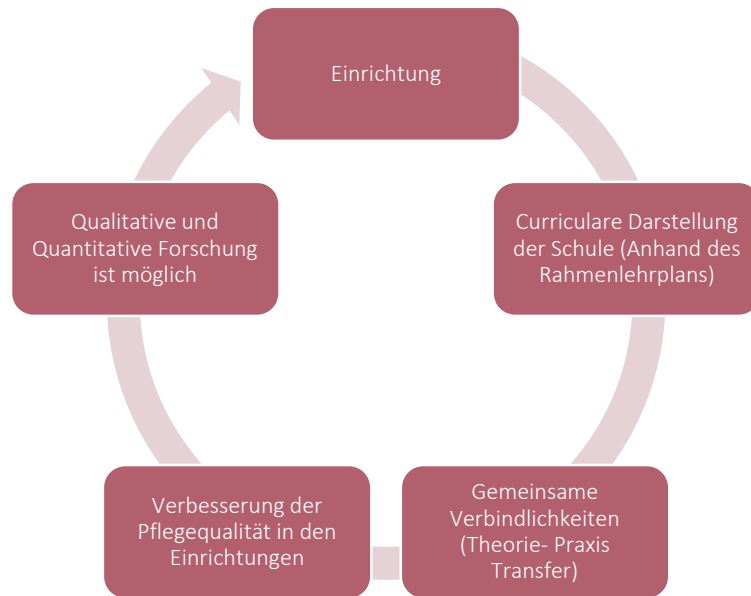 Einrichtung
Curriculare Darstellung
der Schule (Anhand des
Rahmenlehrplans)
Gemeinsame
Verbindlichkeiten
(Theorie- Praxis
Transfer)
Verbesserung der
Pflegequalität in den
Einrichtungen
Qualitative und
Quantitative Forschung
ist möglich